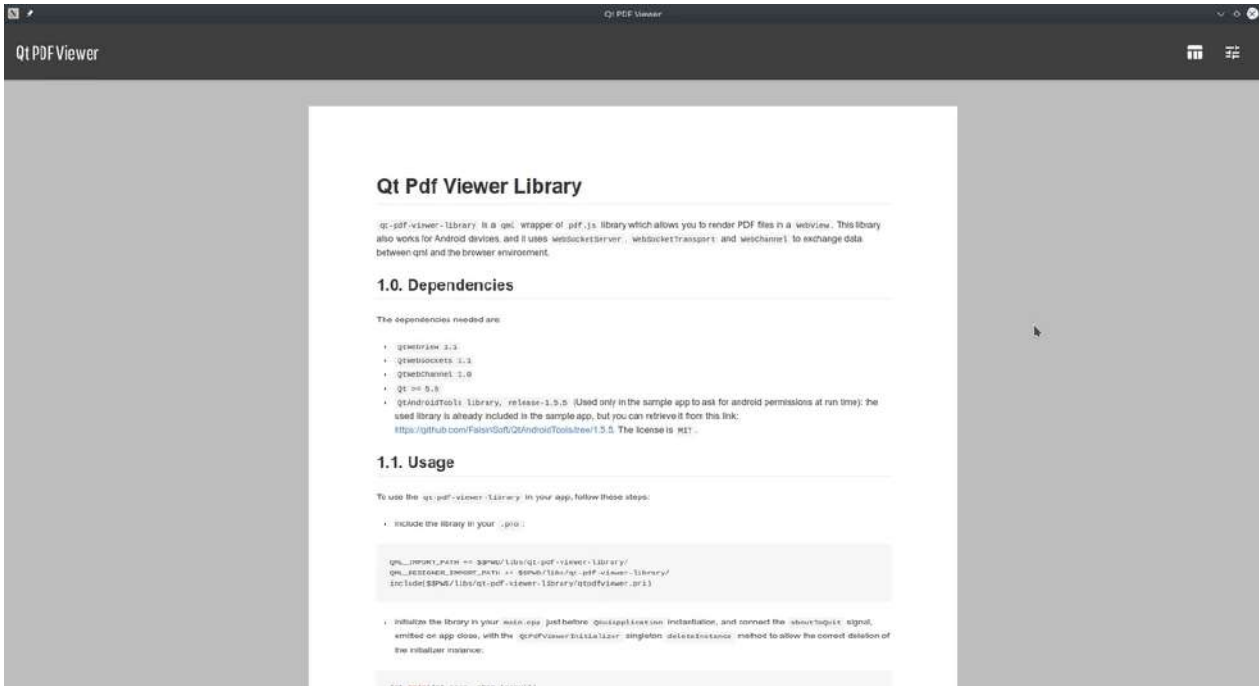 Qt PDF Viewer
Qt PDF Viewer
Qt Pdf Viewer Library
qt-pdf-viewer-library is a qml wrapper of pdf.js library which allows you to render PDF files in a WebView. This library
also works for Android devices, and it uses WebSocketServer, WebSocketTransport and WebChannel to exchange data
between qml and the browser environment.
1.0. Dependencies
The dependencies needed are:
• QtWebView 1.1
• QtWebSockets 1.1
• QtWebChannel 1.0
• Qt >= 5.5
• QtAndroidTools library, release-1.5.5 (Used only in the sample app to ask for android permissions at run time): the
used library is already included in the sample app, but you can retrieve it from this link:
https://github.com/FalsinSoft/QtAndroidTools/tree/1.5.5. The license is MIT.
1.1. Usage
To use the qt-pdf-viewer-library in your app, follow these steps:
• Include the library in your .pro:
QML_IMPORT_PATH += $$PWD/libs/qt-pdf-viewer-library/
QML_DESIGNER_IMPORT_PATH += $$PWD/libs/qt-pdf-viewer-library/
include($$PWD/libs/qt-pdf-viewer-library/qtpdfviewer.pri)
• Initialize the library in your main.cpp just before QGuiApplication instantiation, and connect the aboutToQuit signal,
emitted on app close, with the QtPdfViewerInitializer singleton deleteInstance method to allow the correct deletion of
the initializer instance: